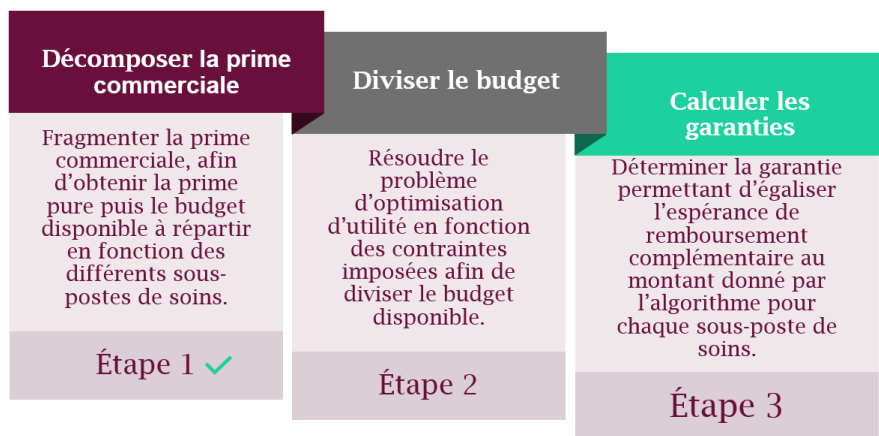 Décomposer la prime
commerciale
Fragmenter la prime
commerciale, afin
d'obtenir la prime
pure puis le budget
disponible à répartir
en fonction des
différents sous-
postes de soins.
Étape 1
Diviser le budget
Résoudre le
problème
d'optimisation
d'utilité en fonction
des contraintes
imposées afin de
diviser le budget
disponible.
Étape 2
Calculer les
garanties
Déterminer la garantie
permettant d'égaliser
l'espérance de
remboursement
complémentaire au
montant donné par
l'algorithme pour
chaque sous-poste de
soins.
Étape 3